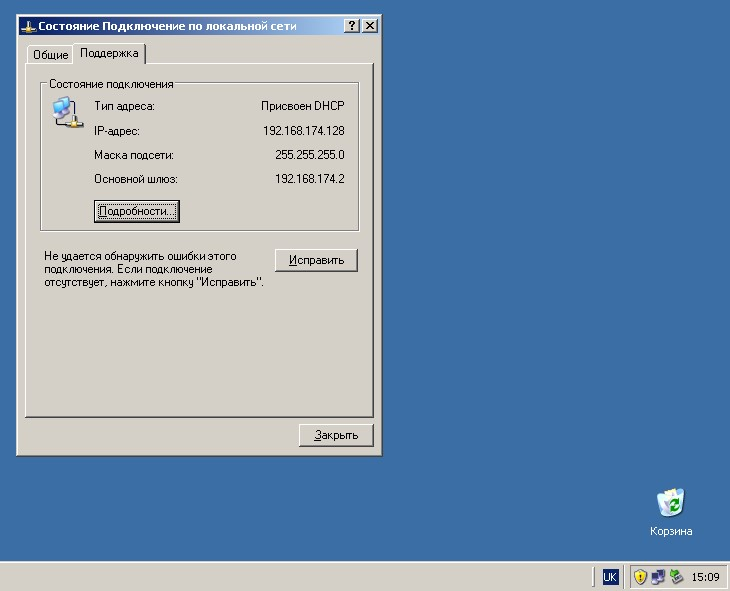 Состояние Подключение по локальной сети
Общие
Поддержка
Состояние подключения
Тип адреса: Присвоен DHCP
IP-адрес: 192.168.174.128
Маска подсети: 255.255.255.0
Основной шлюз: 192.168.174.2
Подробности...
Не удается обнаружить ошибки этого
подключения. Если подключение
отсутствует, нажмите кнопку "Исправить".
Исправить
Закрыть
Корзина
UK
15:09